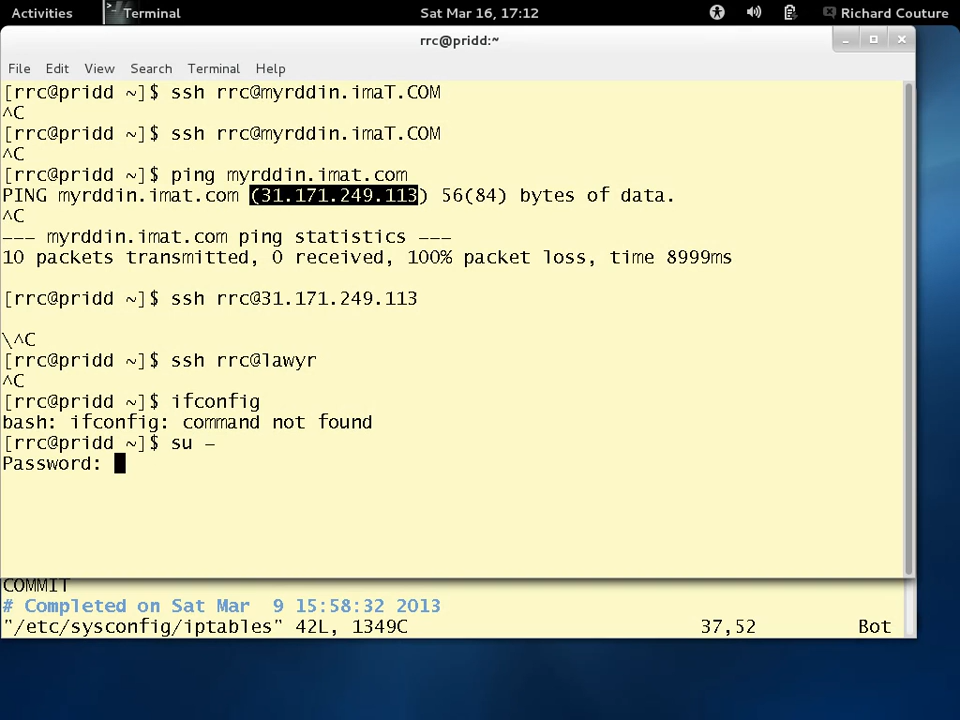 Activities Terminal Sat Mar 16, 17:12 Richard Couture
rrc@pridd:~
File Edit View Search Terminal Help
[rrc@pridd ~]$ ssh rrc@myrddin.imaT.COM
^C
[rrc@pridd ~]$ ssh rrc@myrddin.imaT.COM
^C
[rrc@pridd ~]$ ping myrddin.imat.com
PING myrddin.imat.com (31.171.249.113) 56(84) bytes of data.
^C
--- myrddin.imat.com ping statistics ---
10 packets transmitted, 0 received, 100% packet loss, time 8999ms
[rrc@pridd ~]$ ssh rrc@31.171.249.113
\^C
[rrc@pridd ~]$ ssh rrc@lawyr
^C
[rrc@pridd ~]$ ifconfig
bash: ifconfig: command not found
[rrc@pridd ~]$ su -
Password:
COMMIT
# Completed on Sat Mar  9 15:58:32 2013
"/etc/sysconfig/iptables" 42L, 1349C 37,52 Bot